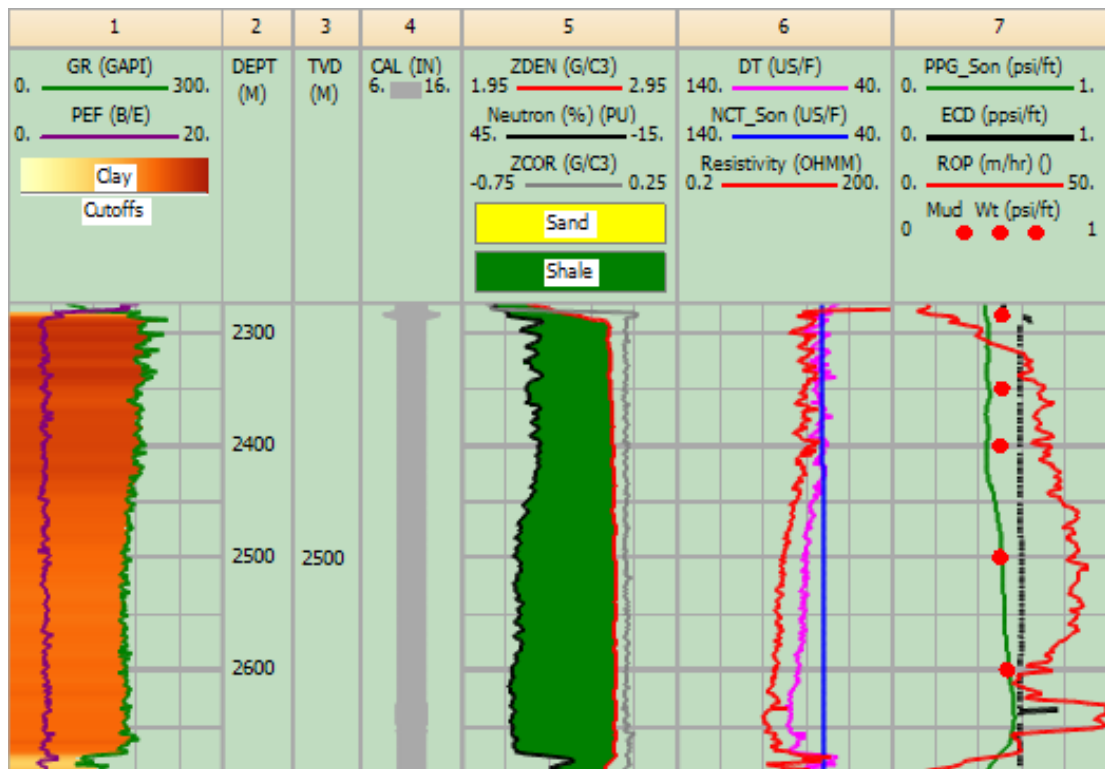 1 2 3 4 5 6 7
GR (GAPI)
0. 300.
PEF (B/E)
0. 20.
Clay
Cutoffs
DEPT
(M)
TVD
(M)
CAL (IN)
6. 16.
ZDEN (G/C3)
1.95 2.95
Neutron (%) (PU)
45. -15.
ZCOR (G/C3)
-0.75 0.25
Sand
Shale
DT (US/F)
140. 40.
NCT_Son (US/F)
140. 40.
Resistivity (OHMM)
0.2 200.
PPG_Son (psi/ft)
0. 1.
ECD (ppsi/ft)
0. 1.
ROP (m/hr) ()
0. 50.
Mud Wt (psi/ft)
0 1
2300
2400
2500 2500
2600